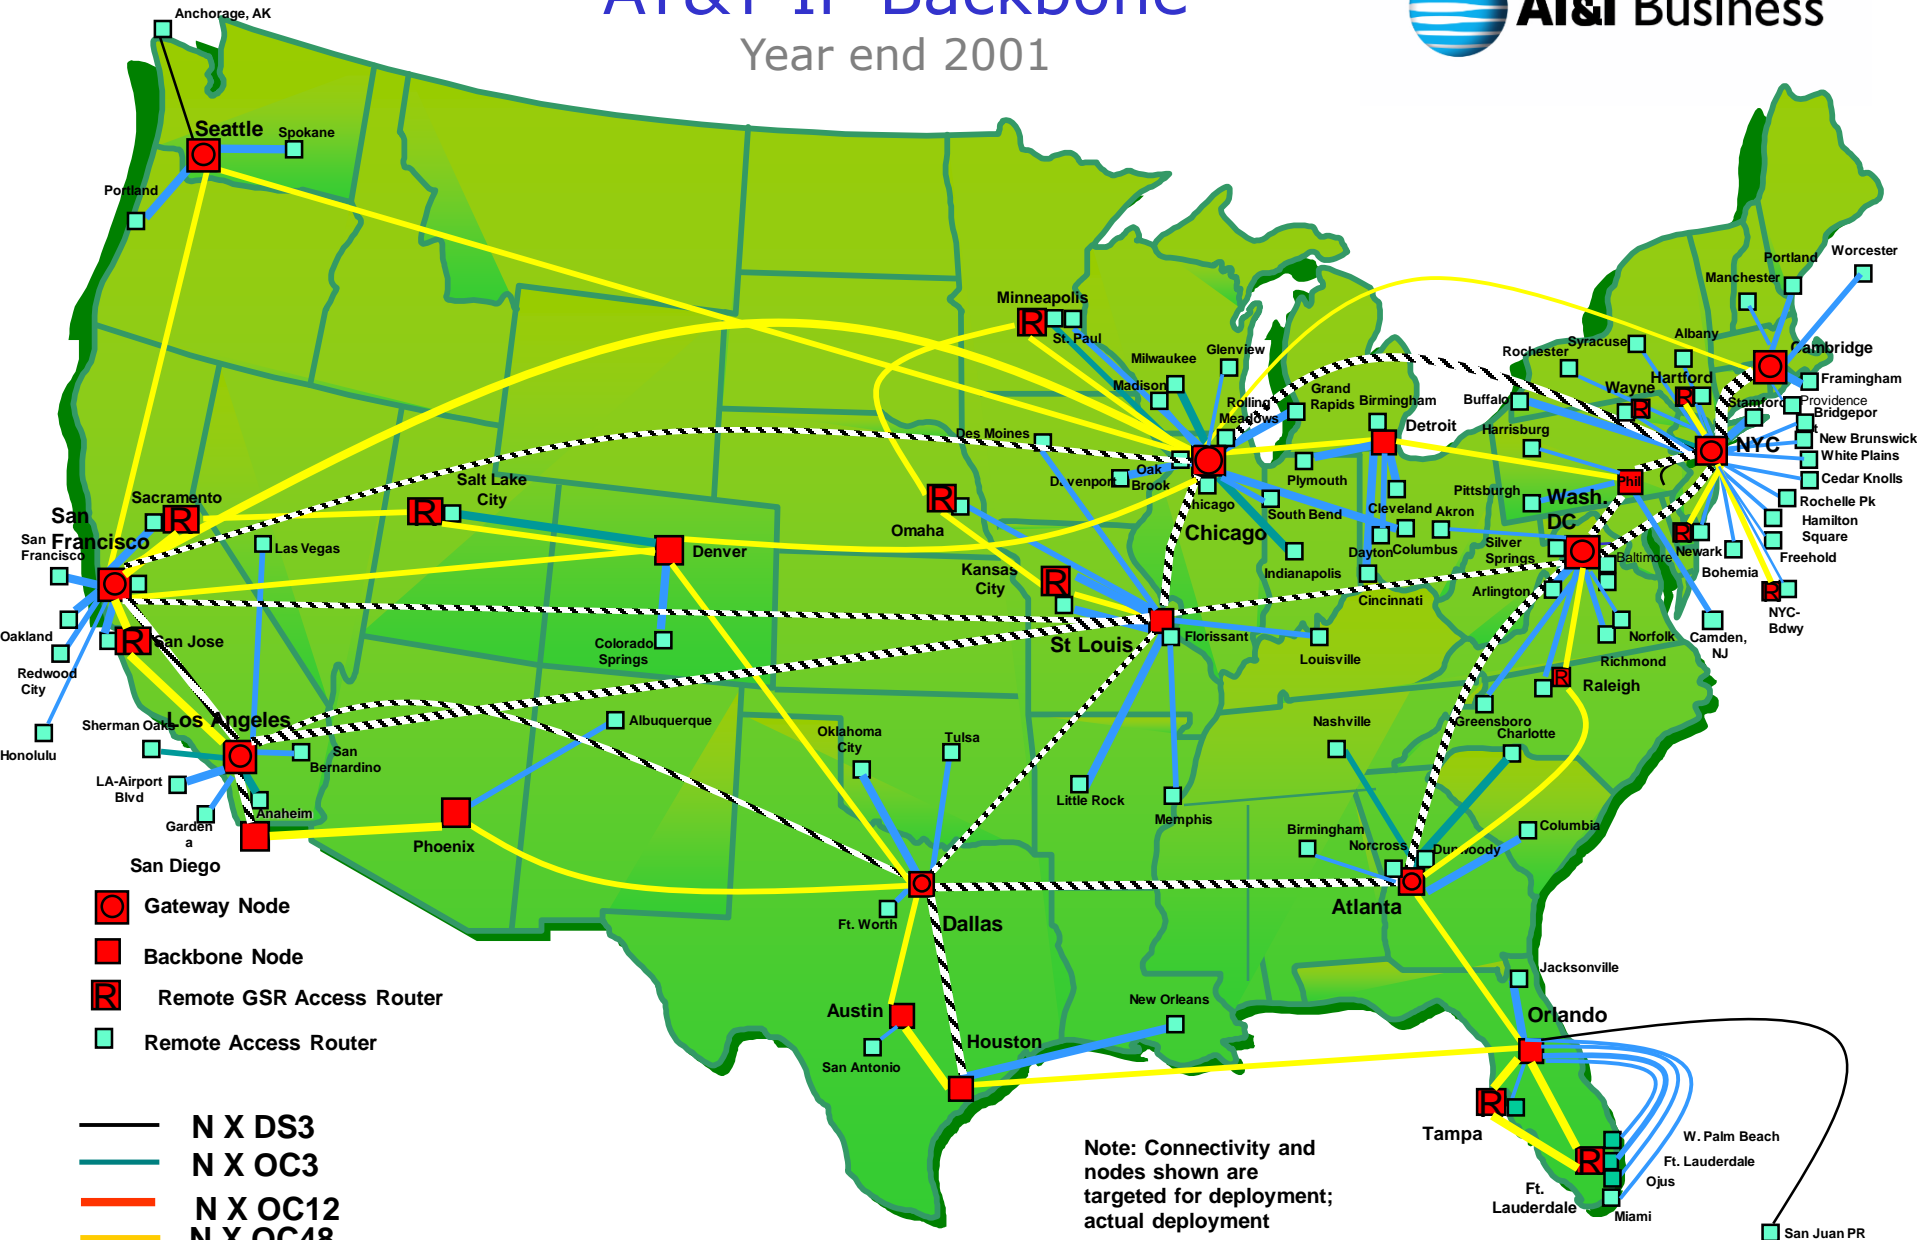 AT&T IP Backbone
Year end 2001
AT&T Business
Anchorage, AK
Seattle
Spokane
Portland
Minneapolis
St. Paul
Milwaukee
Glenview
Madison
Rolling
Meadows
Grand
Rapids
Birmingham
Detroit
Des Moines
Davenport
Oak
Brook
Chicago
Chicago
Plymouth
South Bend
Cleveland
Akron
Dayton
Columbus
Indianapolis
Cincinnati
Rochester
Syracuse
Albany
Manchester
Portland
Worcester
Cambridge
Framingham
Wayne
Hartford
Stamford
Providence
Bridgepor
t
Buffalo
Harrisburg
NYC
New Brunswick
White Plains
Cedar Knolls
Rochelle Pk
Hamilton
Square
Freehold
Phil
Pittsburgh
Wash.
DC
Silver
Springs
Baltimore
Newark
Bohemia
NYC-
Bdwy
Camden,
NJ
Arlington
Norfolk
Richmond
Raleigh
R
R
R
R
R
Greensboro
Charlotte
Salt Lake
City
R
Sacramento
R
San
Francisco
San
Francisco
Las Vegas
Denver
Omaha
R
R
Kansas
City
R
Colorado
Springs
St Louis
Florissant
Louisville
Oakland
Redwood
City
R
San Jose
Honolulu
Sherman Oaks
Los Angeles
San
Bernardino
LA-Airport
Blvd
Garden
a
Anaheim
San Diego
Phoenix
Albuquerque
Oklahoma
City
Tulsa
Little Rock
Memphis
Nashville
Birmingham
Norcross
Dunwoody
Columbia
Atlanta
Ft. Worth
Dallas
Austin
San Antonio
Houston
New Orleans
Jacksonville
Orlando
R
Tampa
R
Ft.
Lauderdale
W. Palm Beach
Ft. Lauderdale
Ojus
Miami
San Juan PR
Gateway Node
Backbone Node
R
Remote GSR Access Router
Remote Access Router
N X DS3
N X OC3
N X OC12
N X OC48
Note: Connectivity and
nodes shown are
targeted for deployment;
actual deployment